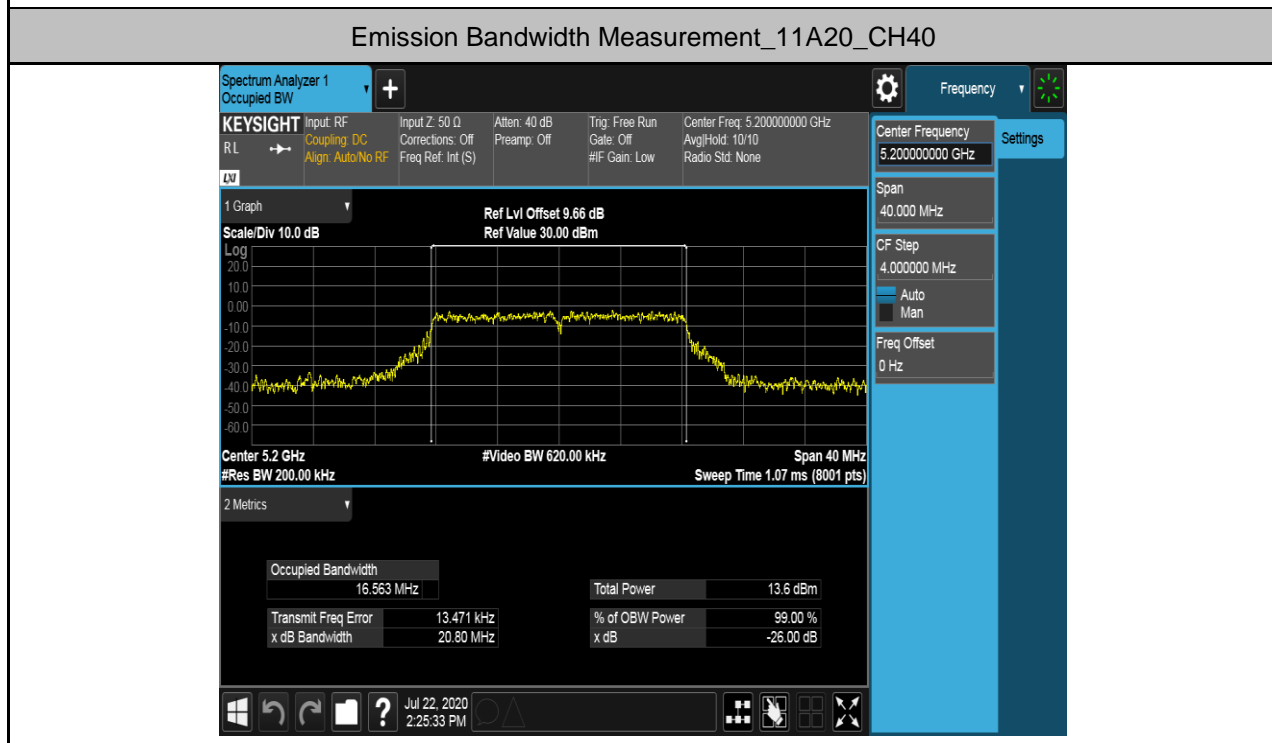 Emission Bandwidth Measurement_11A20_CH40
Spectrum Analyzer 1
Occupied BW
+
Frequency
KEYSIGHT
RL
LXI
Input: RF
Coupling: DC
Align: Auto/No RF
Input Z: 50 Ω
Corrections: Off
Freq Ref: Int (S)
Atten: 40 dB
Preamp: Off
Trig: Free Run
Gate: Off
#IF Gain: Low
Center Freq: 5.200000000 GHz
Avg|Hold: 10/10
Radio Std: None
Center Frequency
5.200000000 GHz
Settings
Span
40.000 MHz
CF Step
4.000000 MHz
Auto
Man
Freq Offset
0 Hz
1 Graph
Scale/Div 10.0 dB
Ref Lvl Offset 9.66 dB
Ref Value 30.00 dBm
Log
20.0
10.0
0.00
-10.0
-20.0
-30.0
-40.0
-50.0
-60.0
Center 5.2 GHz
#Video BW 620.00 kHz
Span 40 MHz
#Res BW 200.00 kHz
Sweep Time 1.07 ms (8001 pts)
2 Metrics
Occupied Bandwidth
16.563 MHz
Total Power 13.6 dBm
Transmit Freq Error 13.471 kHz
% of OBW Power 99.00 %
x dB Bandwidth 20.80 MHz
x dB -26.00 dB
?
Jul 22, 2020
2:25:33 PM